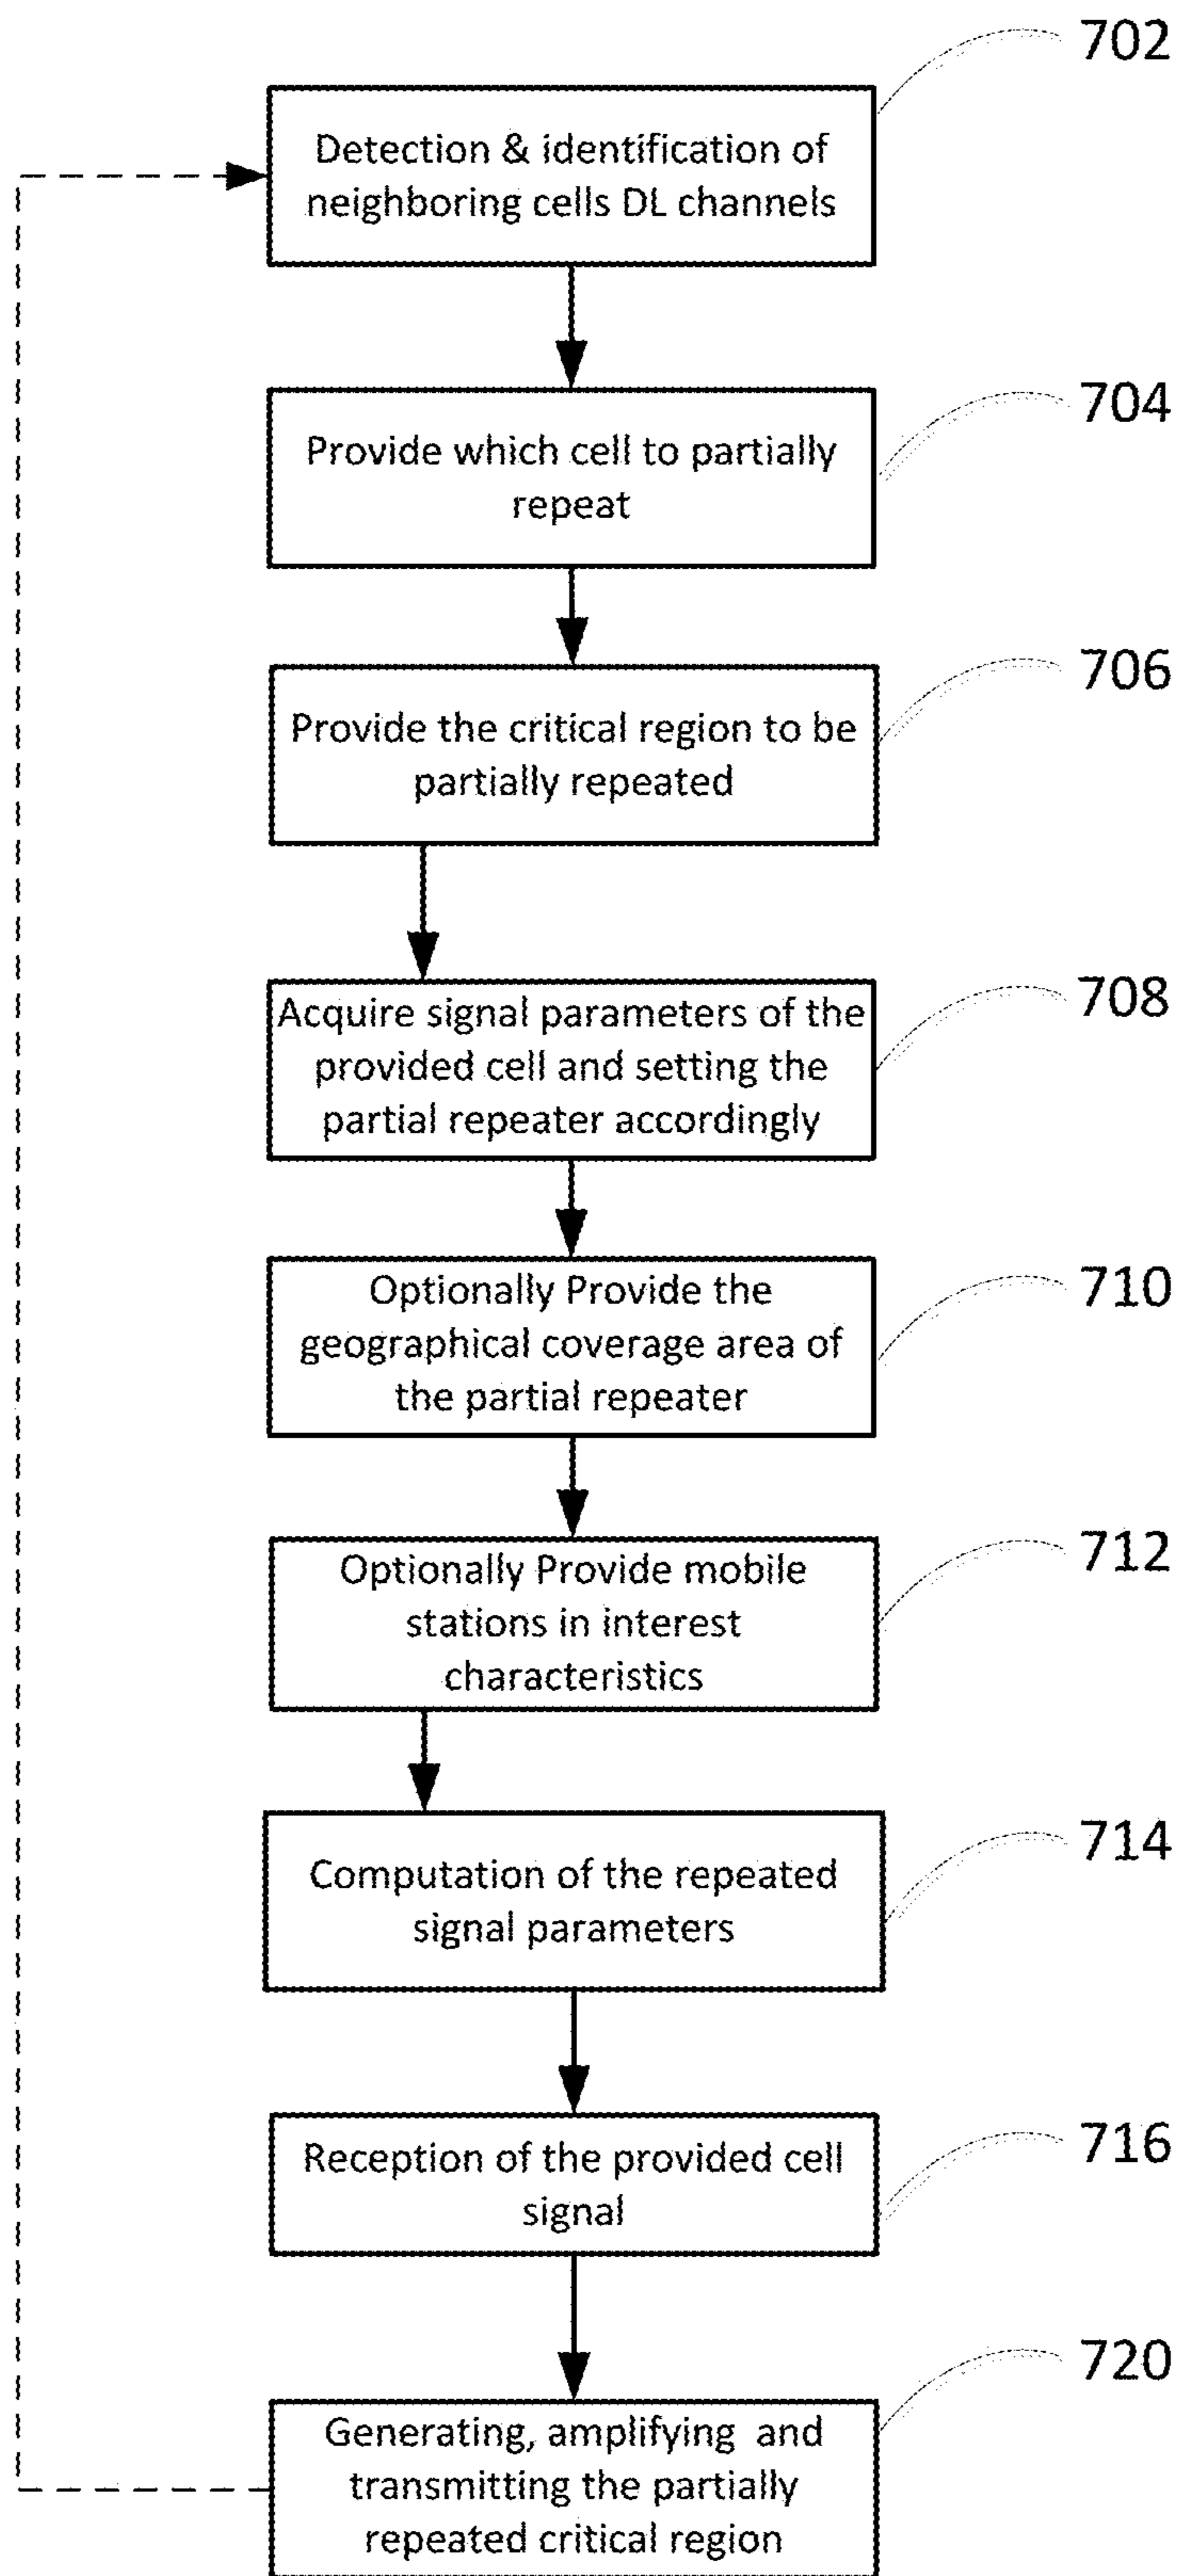 702
Detection & identification of
neighboring cells DL channels
704
Provide which cell to partially
repeat
706
Provide the critical region to be
partially repeated
708
Acquire signal parameters of the
provided cell and setting the
partial repeater accordingly
710
Optionally Provide the
geographical coverage area of
the partial repeater
712
Optionally Provide mobile
stations in interest
characteristics
714
Computation of the repeated
signal parameters
716
Reception of the provided cell
signal
720
Generating, amplifying and
transmitting the partially
repeated critical region